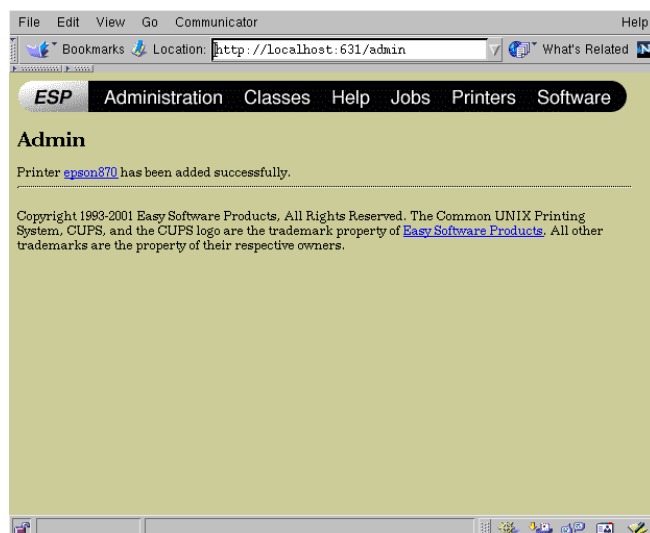 File Edit View Go Communicator Help
Bookmarks Location: http://localhost:631/admin What's Related N
ESP Administration Classes Help Jobs Printers Software
Admin
Printer epson870 has been added successfully.
Copyright 1993-2001 Easy Software Products, All Rights Reserved. The Common UNIX Printing
System, CUPS, and the CUPS logo are the trademark property of Easy Software Products. All other
trademarks are the property of their respective owners.